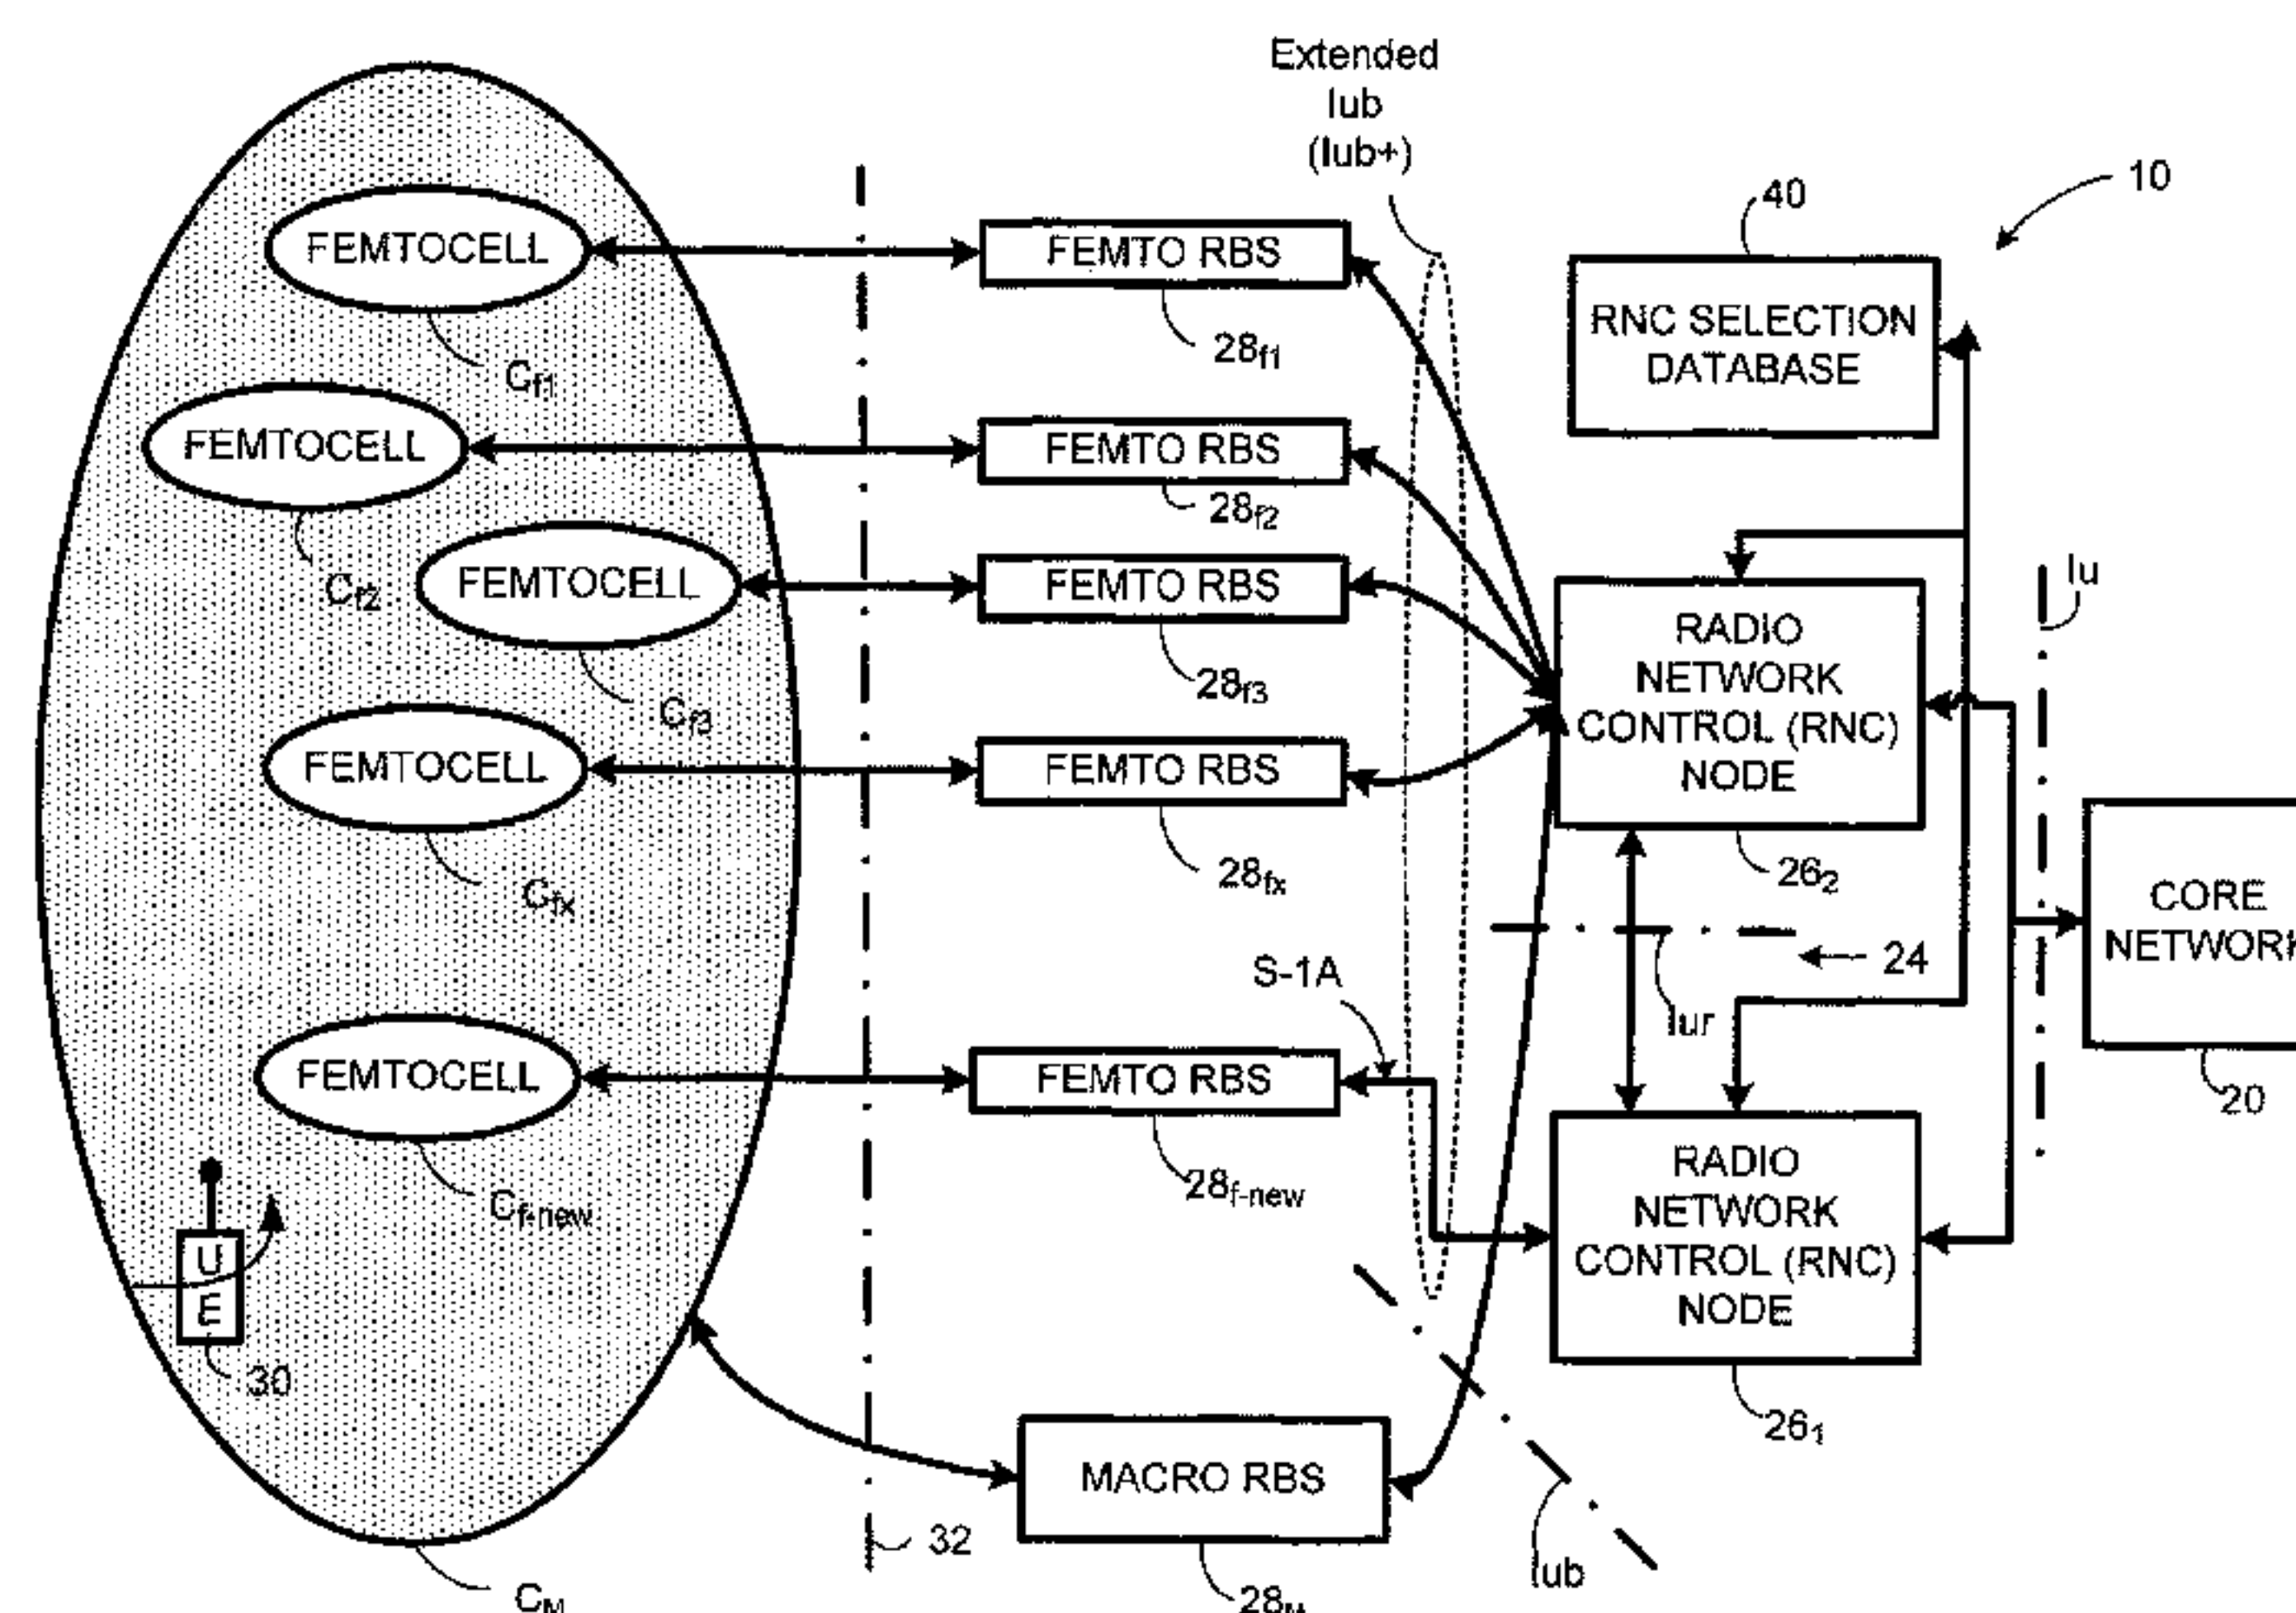 Extended
Iub
(Iub+)
10
40
FEMTOCELL
FEMTO RBS
RNC SELECTION
DATABASE
28f1
Cf1
FEMTOCELL
FEMTO RBS
28f2
Cf2
FEMTOCELL
FEMTO RBS
Iu
RADIO
NETWORK
CONTROL (RNC)
NODE
28f3
Cf3
FEMTOCELL
FEMTO RBS
28fx
262
Cfx
CORE
NETWORK
S-1A
24
Iur
FEMTOCELL
FEMTO RBS
20
28f-new
Cf-new
RADIO
NETWORK
CONTROL (RNC)
NODE
U
E
30
261
MACRO RBS
32
Iub
CM
28M